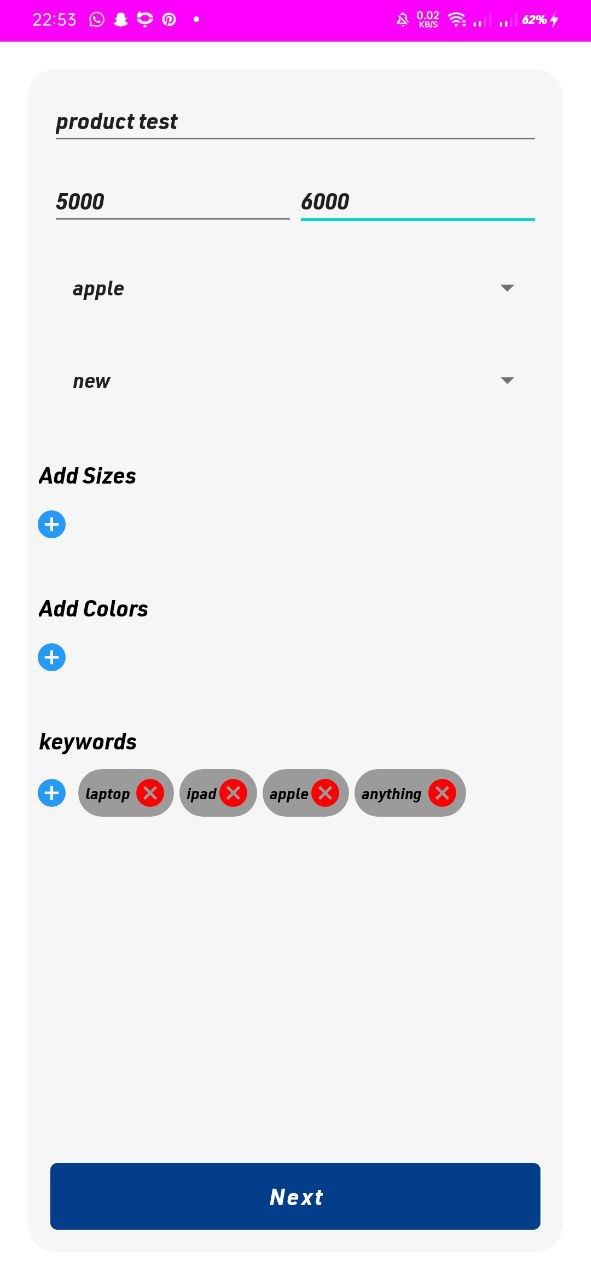 22:53 0.02 KB/S 62%
product test
5000 6000
apple
new
Add Sizes
Add Colors
keywords
laptop ipad apple anything
Next